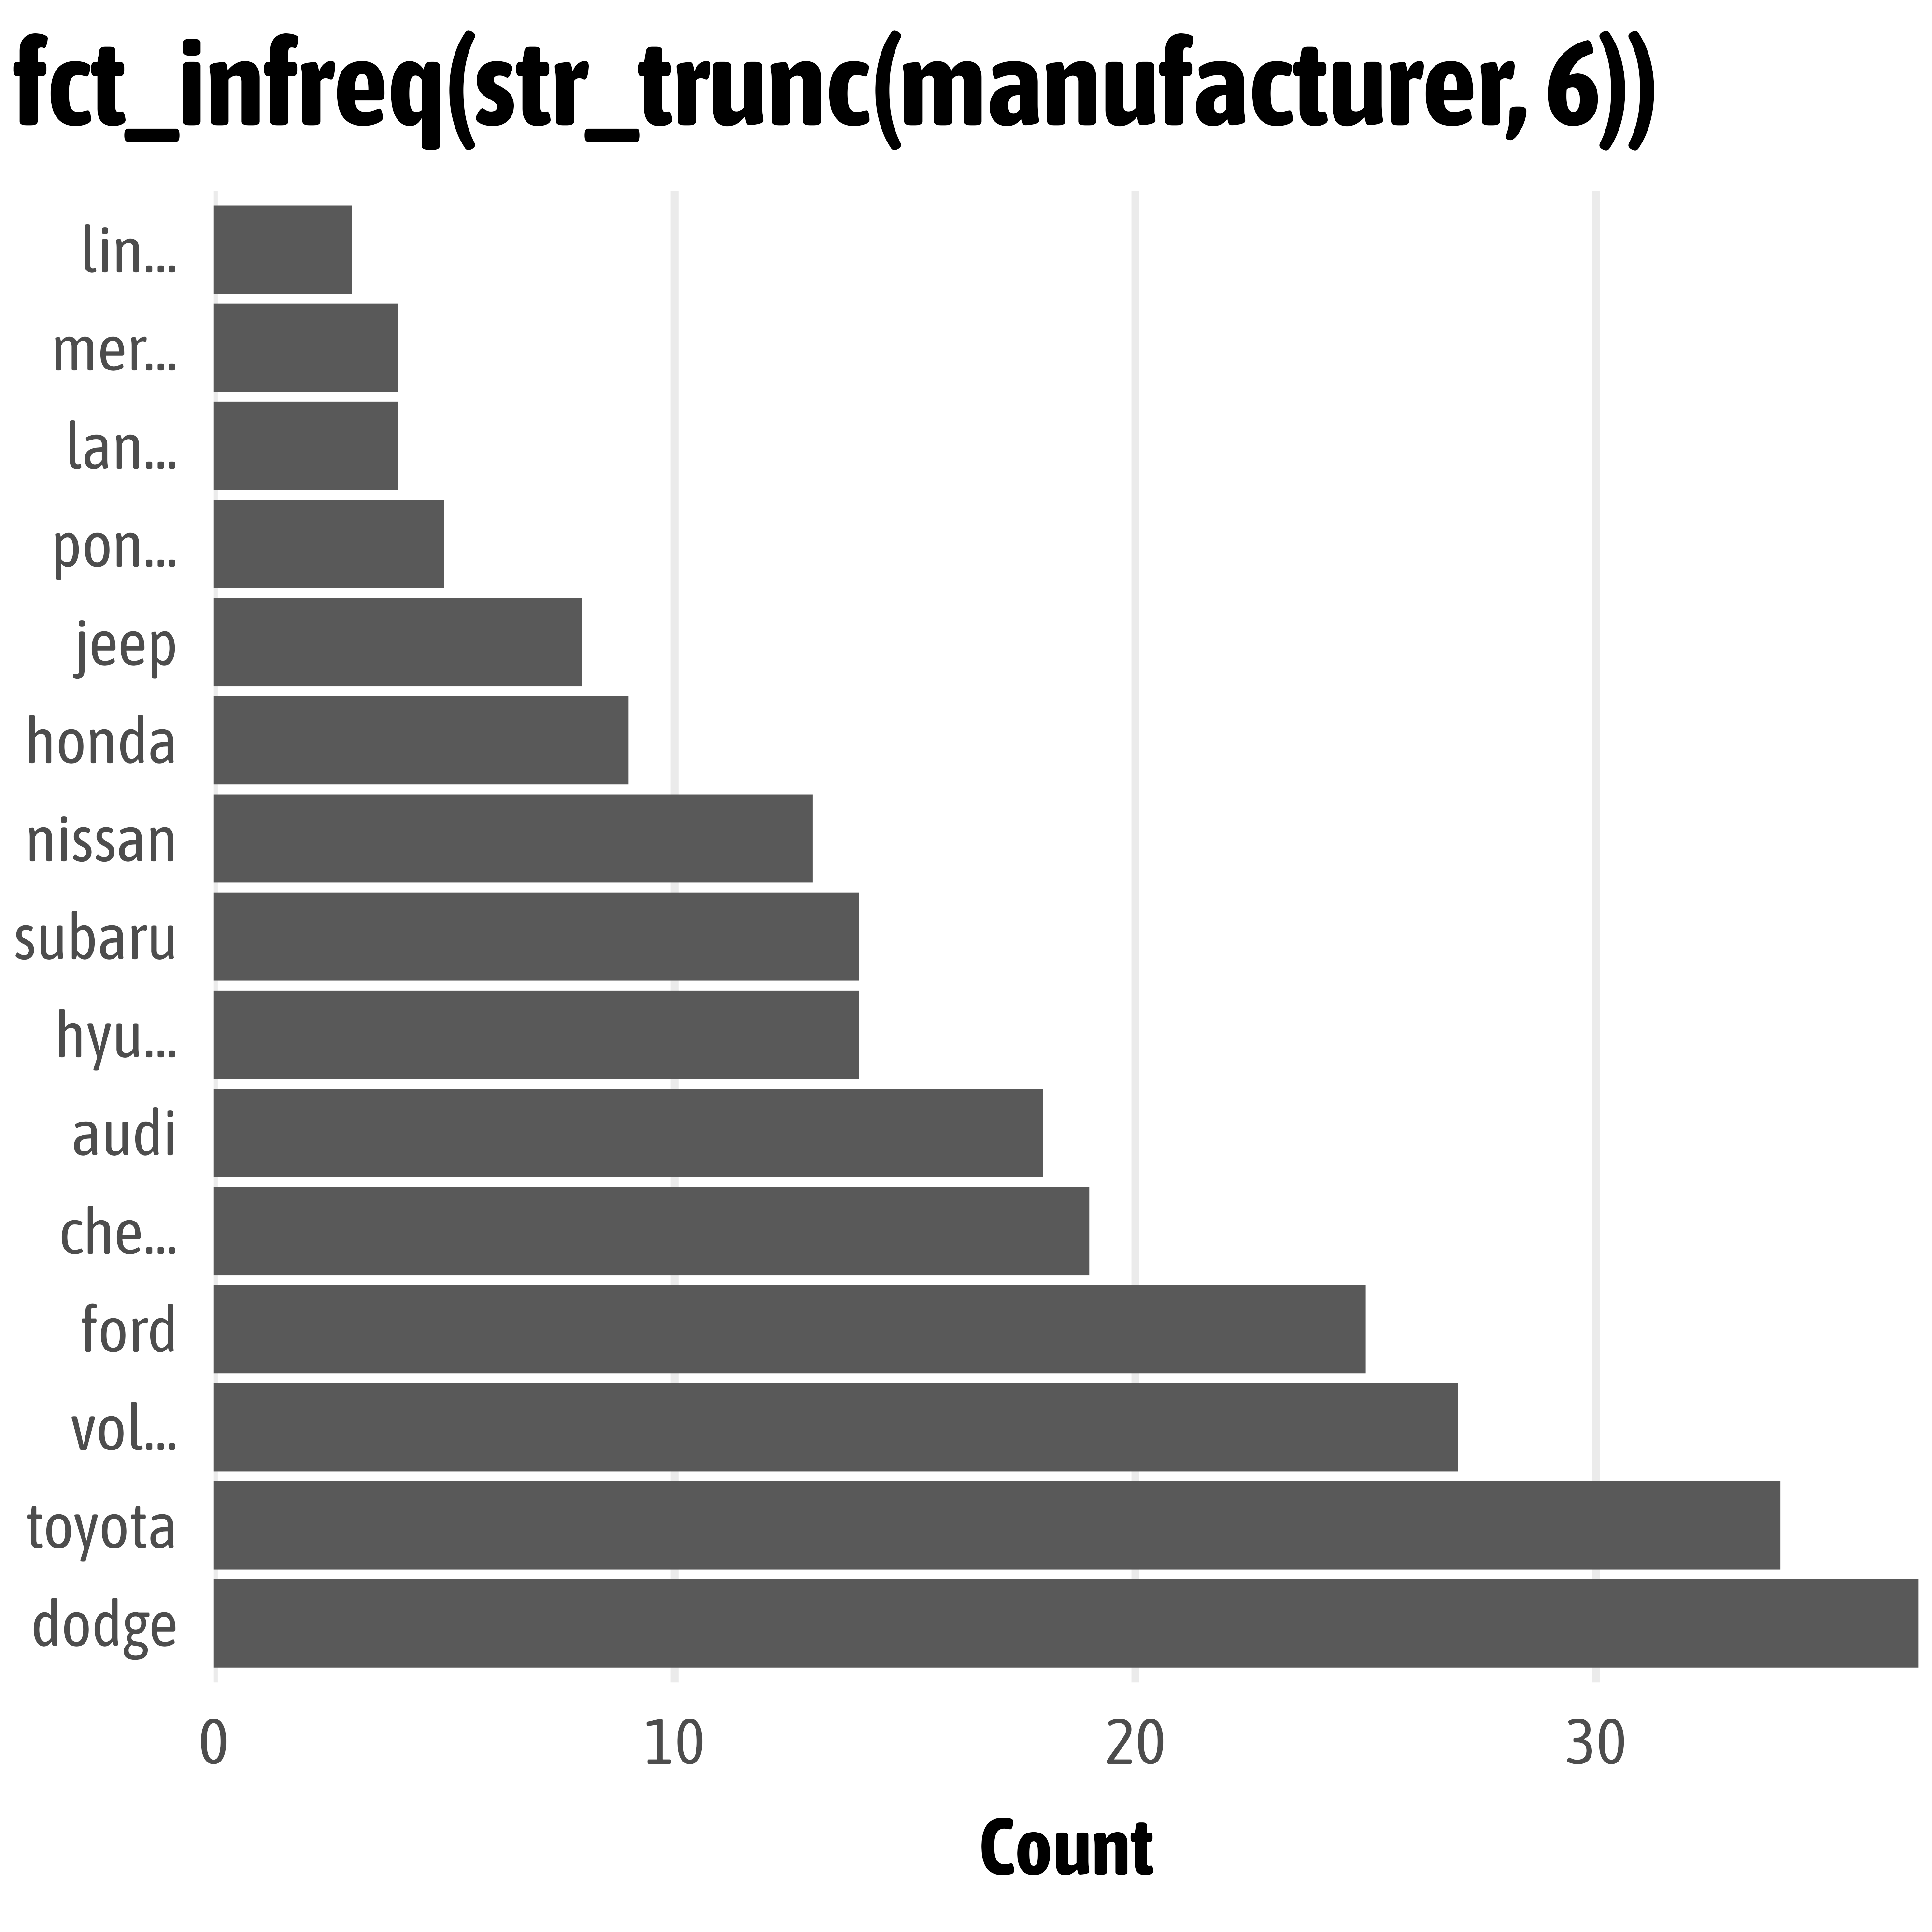 fct_infreq(str_trunc(manufacturer, 6))
lin...
mer...
lan...
pon...
jeep
honda
nissan
subaru
hyu...
audi
che...
ford
vol...
toyota
dodge
0 10 20 30
Count